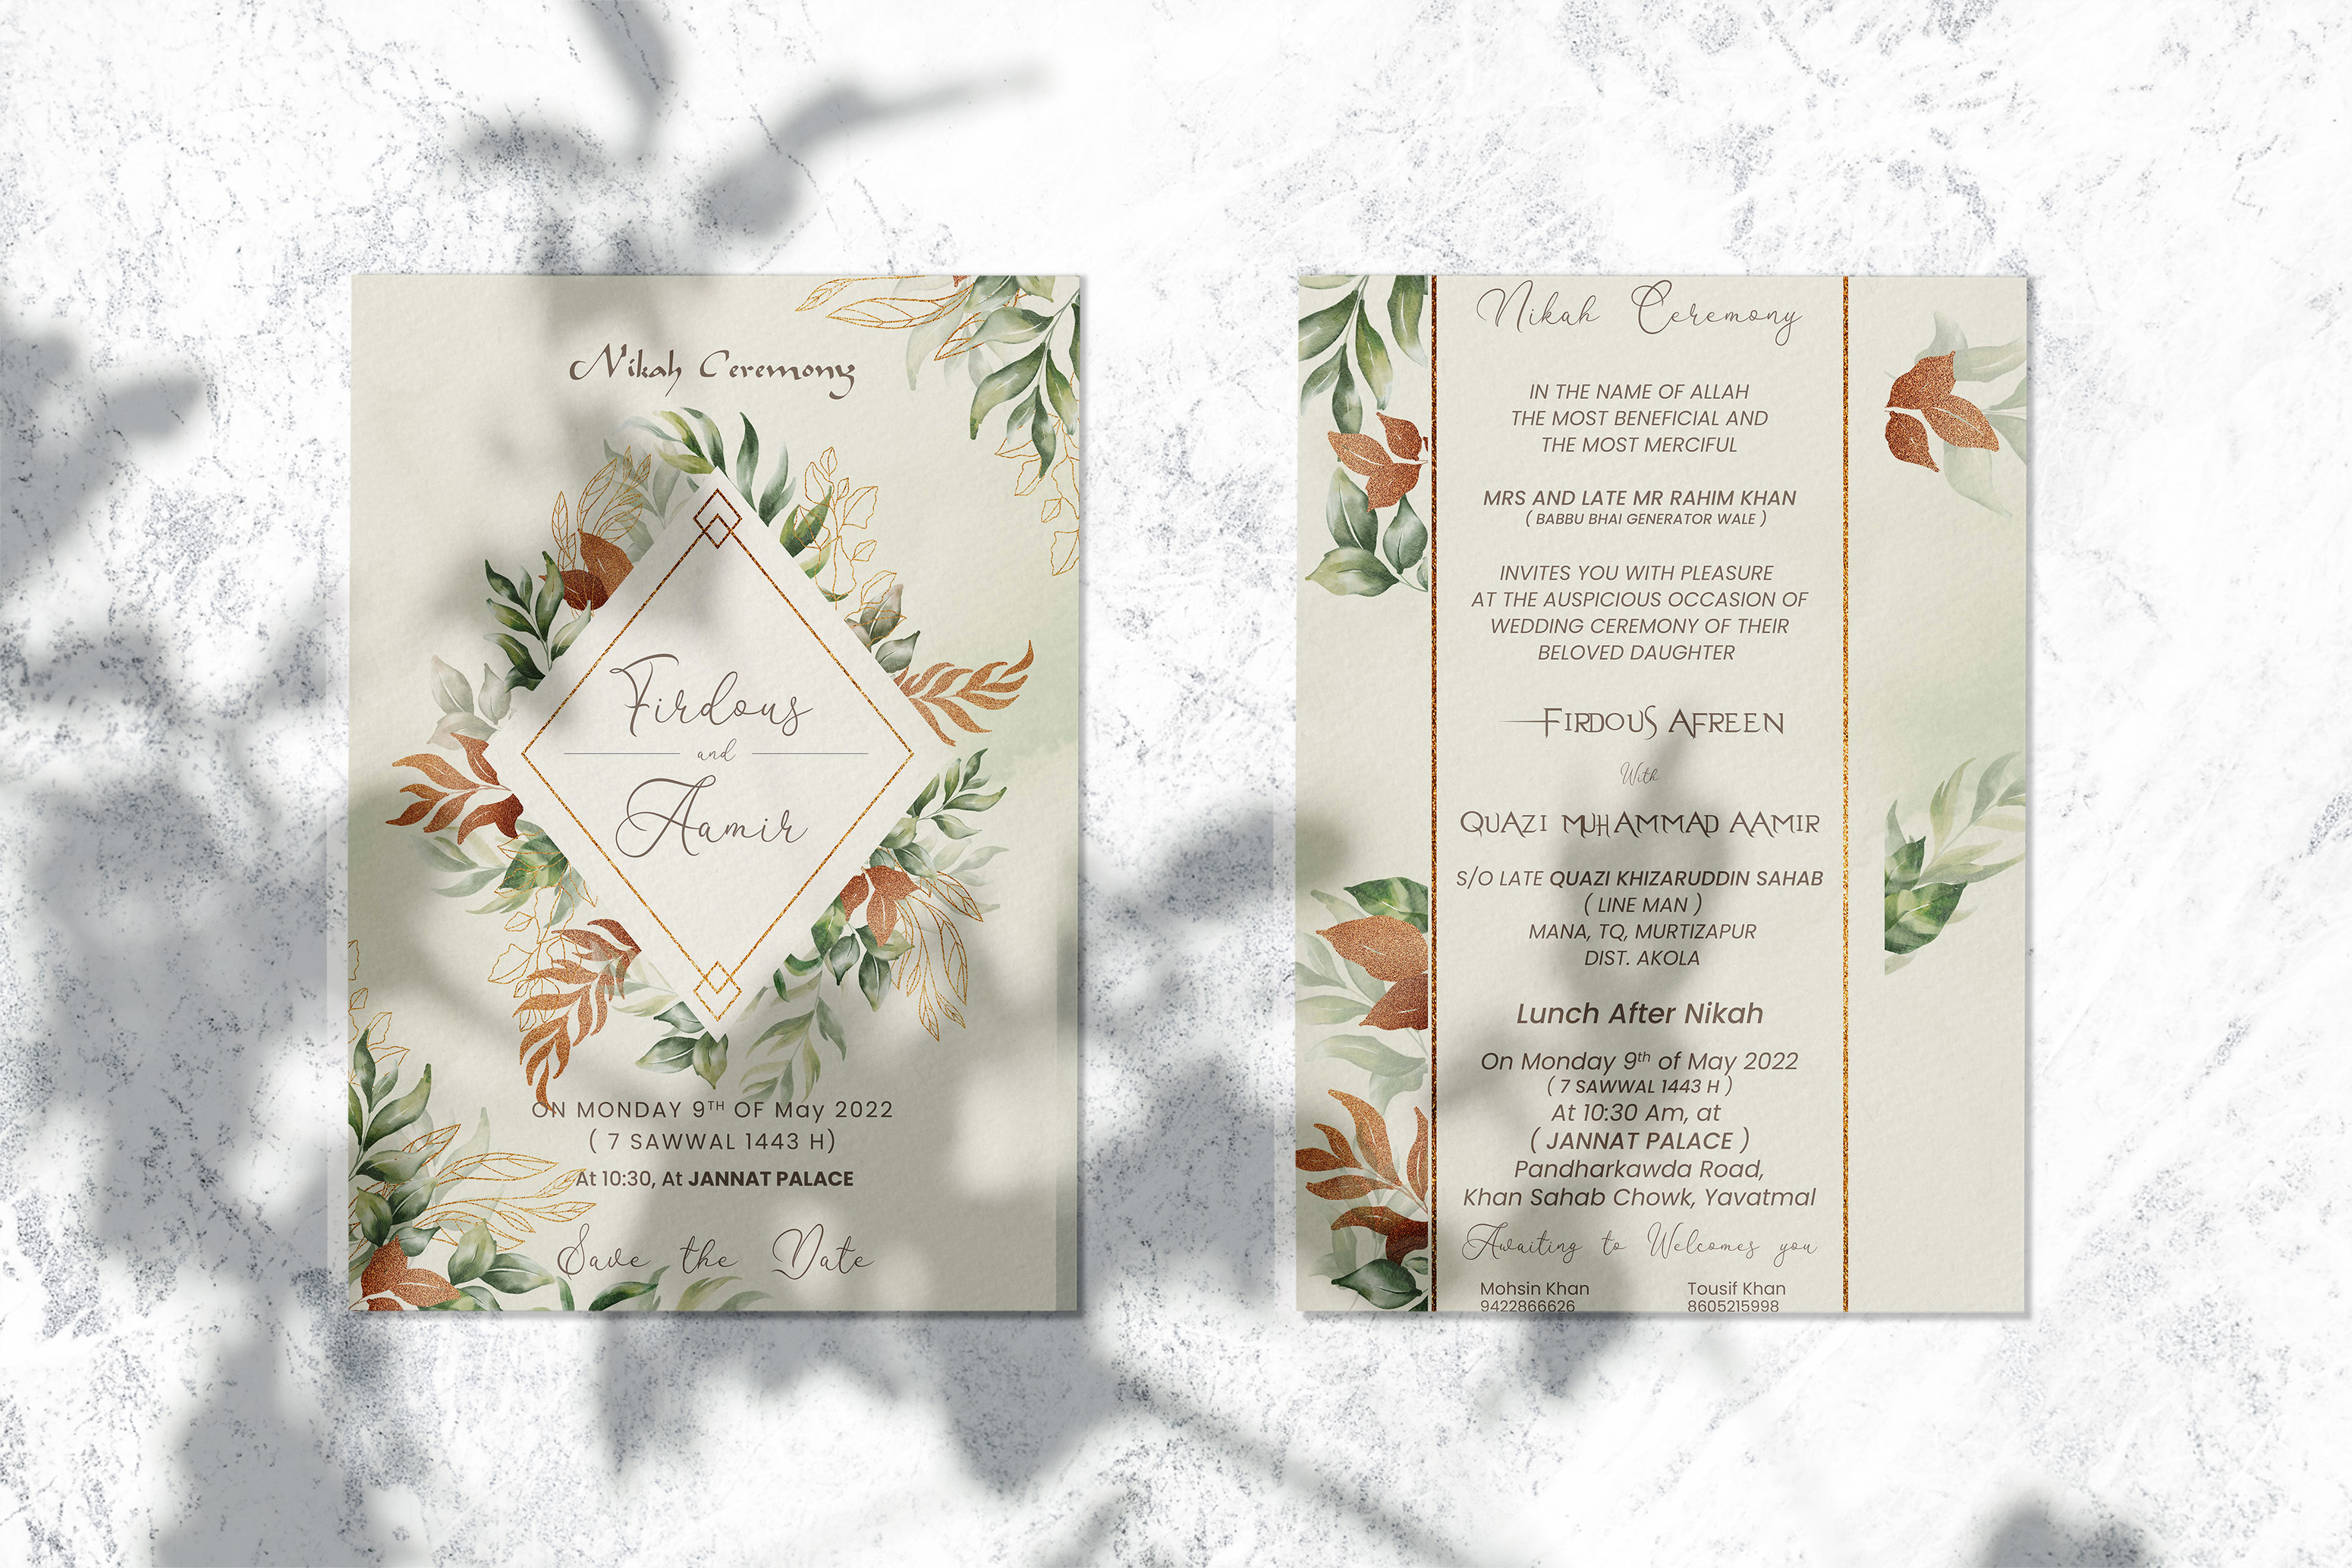 Nikah Ceremony
Firdous
and
Aamir
ON MONDAY 9TH OF May 2022
( 7 SAWWAL 1443 H)
At 10:30, At JANNAT PALACE
Save the Date
Nikah Ceremony
IN THE NAME OF ALLAH
THE MOST BENEFICIAL AND
THE MOST MERCIFUL
MRS AND LATE MR RAHIM KHAN
( BABBU BHAI GENERATOR WALE )
INVITES YOU WITH PLEASURE
AT THE AUSPICIOUS OCCASION OF
WEDDING CEREMONY OF THEIR
BELOVED DAUGHTER
FIRDOUS AFREEN
With
QUAZI MUHAMMAD AAMIR
S/O LATE QUAZI KHIZARUDDIN SAHAB
( LINE MAN )
MANA, TQ, MURTIZAPUR
DIST. AKOLA
Lunch After Nikah
On Monday 9th of May 2022
( 7 SAWWAL 1443 H )
At 10:30 Am, at
( JANNAT PALACE )
Pandharkawda Road,
Khan Sahab Chowk, Yavatmal
Awaiting to Welcomes you
Mohsin Khan Tousif Khan
9422866626 8605215998